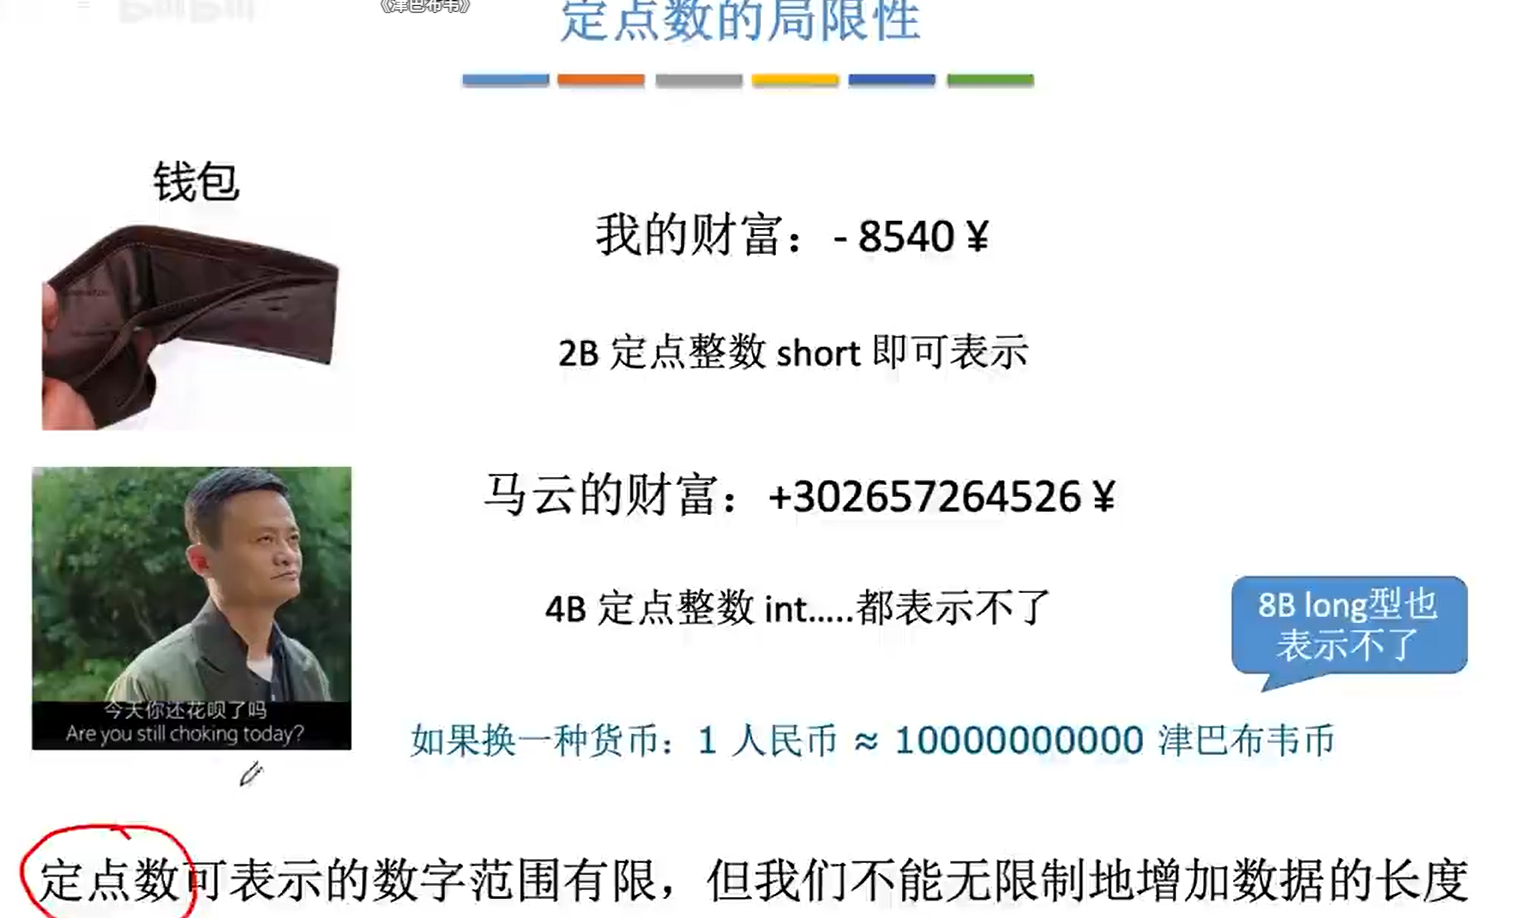 《津巴布韦》
定点数的局限性
钱包
我的财富：- 8540 ¥
2B 定点整数 short 即可表示
马云的财富：+302657264526 ¥
4B 定点整数 int.....都表示不了
8B long型也
表示不了
今天你还花呗了吗
Are you still choking today?
如果换一种货币：1 人民币 ≈ 10000000000 津巴布韦币
定点数可表示的数字范围有限，但我们不能无限制地增加数据的长度